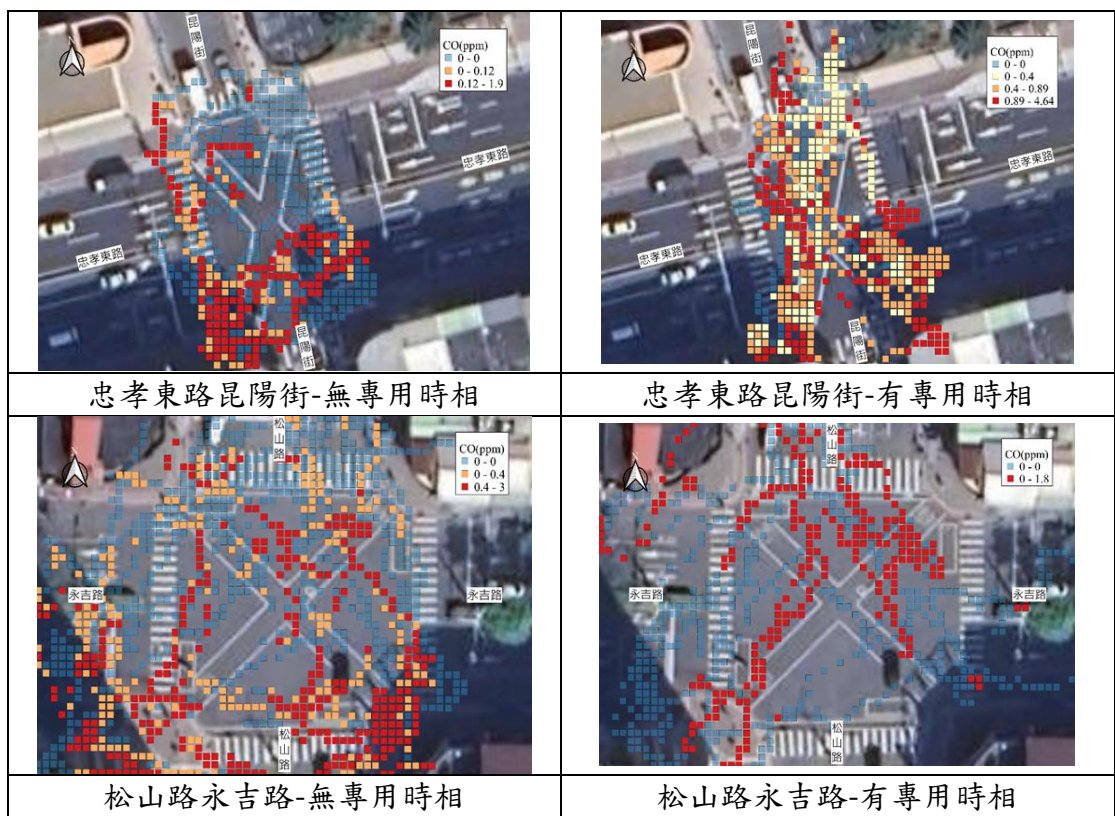 昆陽街
CO(ppm)
0 - 0
0 - 0.12
0.12 - 1.9
忠孝東路
忠孝東路
昆陽街
昆陽街
CO(ppm)
0 - 0
0 - 0.4
0.4 - 0.89
0.89 - 4.64
忠孝東路
忠孝東路
昆陽街
忠孝東路昆陽街-無專用時相
忠孝東路昆陽街-有專用時相
松山路
CO(ppm)
0 - 0
0 - 0.4
0.4 - 3
永吉路
永吉路
松山路
松山路
CO(ppm)
0 - 0
0 - 1.8
永吉路
永吉路
松山路
松山路永吉路-無專用時相
松山路永吉路-有專用時相